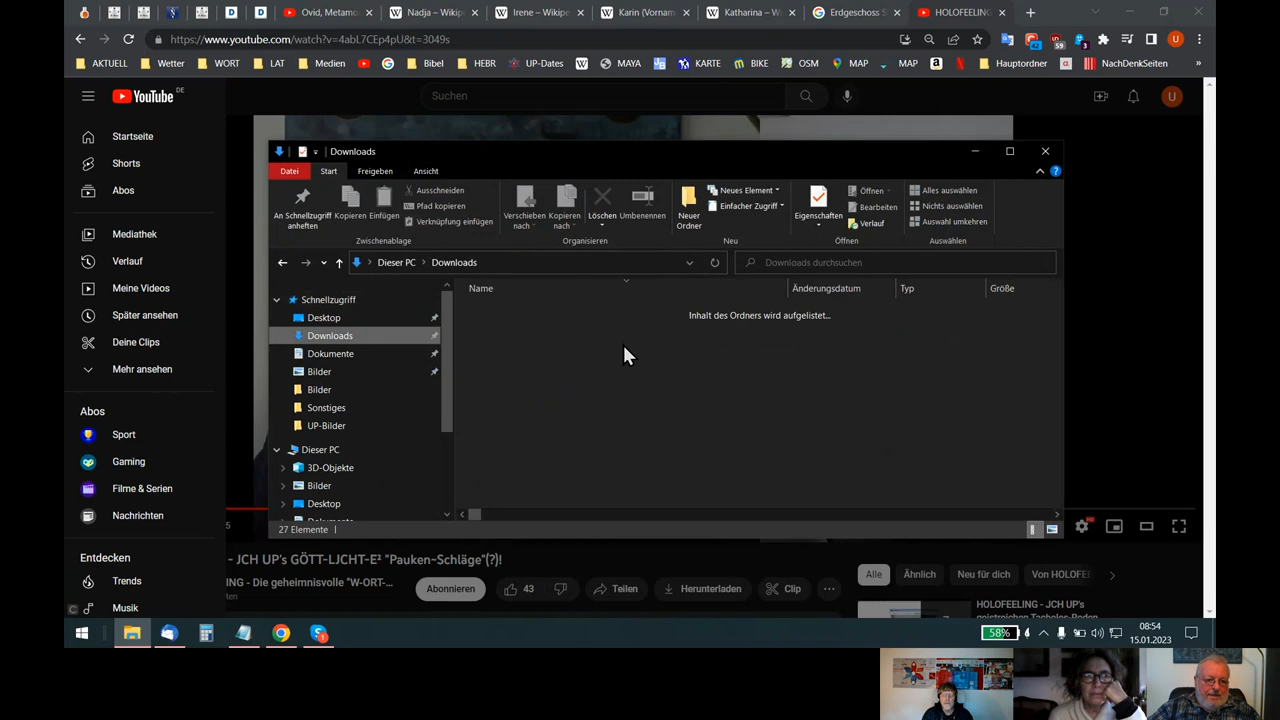 Ovid, Metamo
Nadja – Wikipe
Irene – Wikipe
Karin (Vornam
Katharina – W
Erdgeschoss S
HOLOFEELING
https://www.youtube.com/watch?v=4abL7CEp4pU&t=3049s
AKTUELL Wetter WORT LAT Medien Bibel HEBR UP-Dates MAYA KARTE BIKE OSM MAP MAP Hauptordner NachDenkSeiten »
YouTube DE
Suchen
U
Startseite
Shorts
Abos
Mediathek
Verlauf
Meine Videos
Später ansehen
Deine Clips
Mehr ansehen
Abos
Sport
Gaming
Filme & Serien
Nachrichten
Entdecken
Trends
Musik
Downloads
Datei Start Freigeben Ansicht
An Schnellzugriff anheften
Kopieren
Einfügen
Ausschneiden
Pfad kopieren
Verknüpfung einfügen
Zwischenablage
Verschieben nach
Kopieren nach
Löschen
Umbenennen
Organisieren
Neuer Ordner
Neues Element
Einfacher Zugriff
Neu
Eigenschaften
Öffnen
Bearbeiten
Verlauf
Öffnen
Alles auswählen
Nichts auswählen
Auswahl umkehren
Auswählen
Dieser PC > Downloads
Downloads durchsuchen
Name Änderungsdatum Typ Größe
Inhalt des Ordners wird aufgelistet...
Schnellzugriff
Desktop
Downloads
Dokumente
Bilder
Bilder
Sonstiges
UP-Bilder
Dieser PC
3D-Objekte
Bilder
Desktop
Dokumente
27 Elemente
- JCH UP's GÖTT-LJCHT-E² "Pauken~Schläge"(?)!
NG - Die geheimnisvolle "W-ORT-...
Abonnieren
43
Teilen
Herunterladen
Clip
Alle Ähnlich Neu für dich Von HOLOFEE
HOLOFEELING - JCH UP's
58%
08:54
15.01.2023